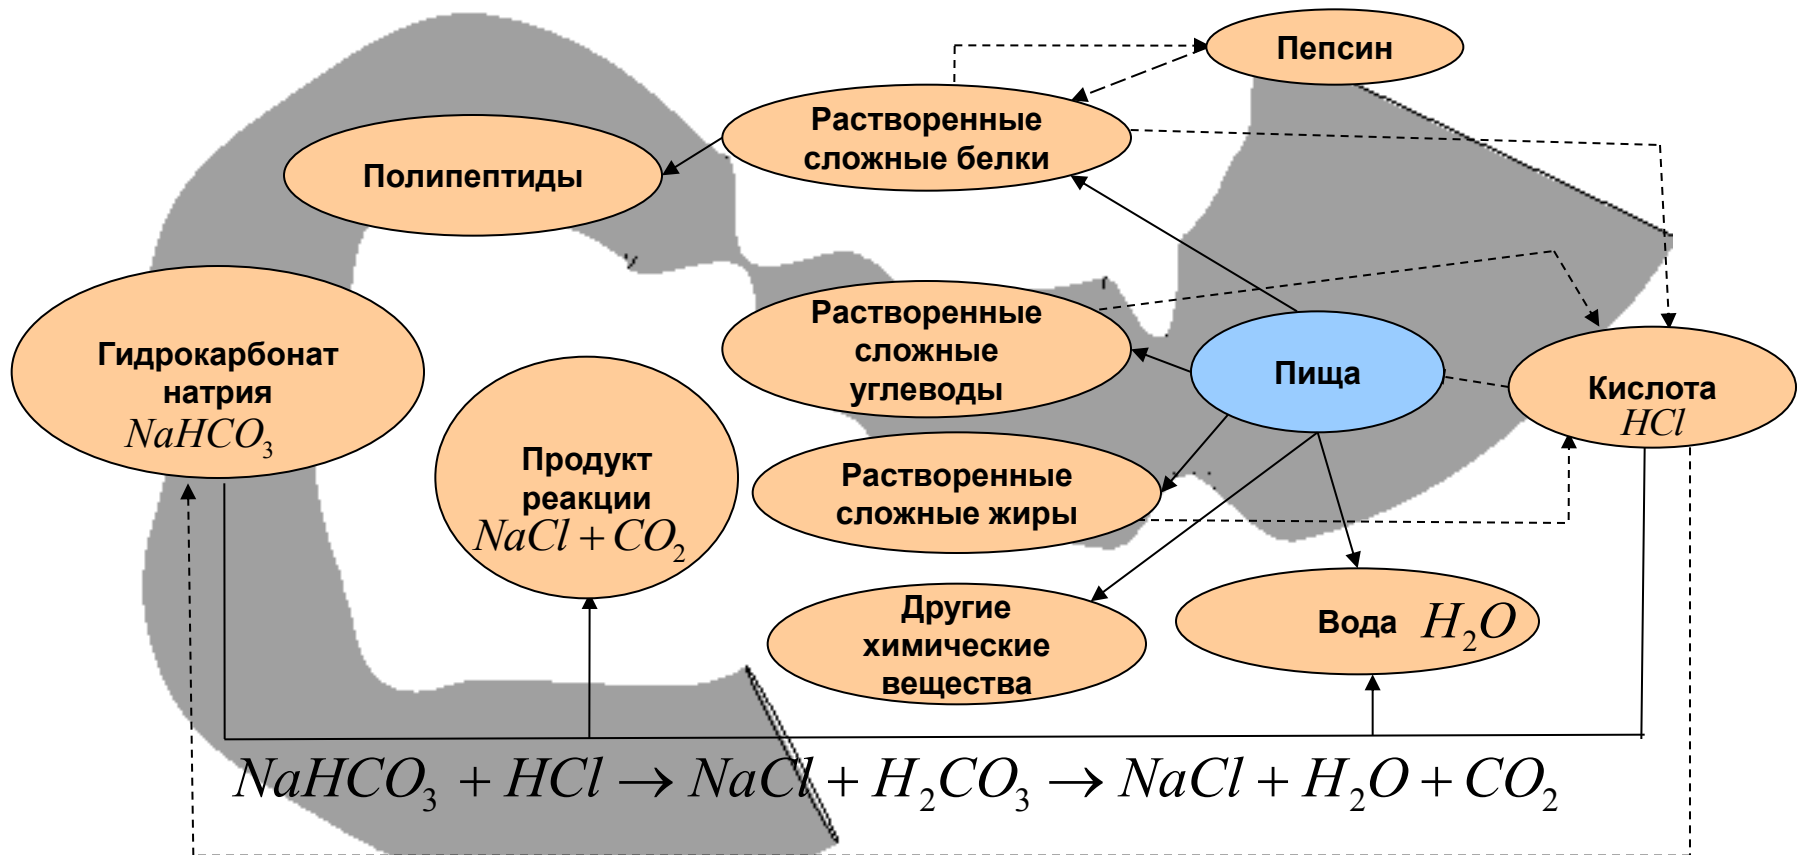 Пепсин
Растворенные
сложные белки
Полипептиды
Растворенные
сложные
углеводы
Пища
Гидрокарбонат
натрия
NaHCO₃
Кислота
HCl
Продукт
реакции
NaCl + CO₂
Растворенные
сложные жиры
Другие
химические
вещества
Вода H₂O
NaHCO₃ + HCl → NaCl + H₂CO₃ → NaCl + H₂O + CO₂